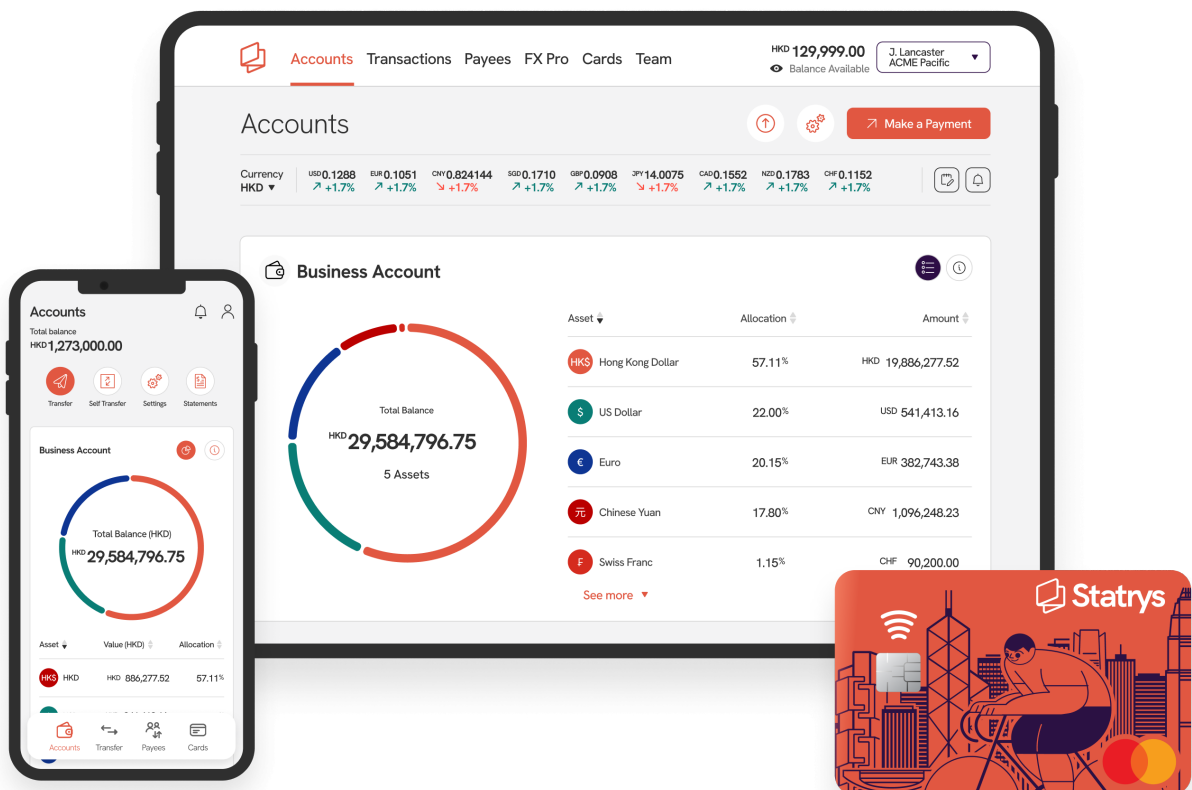 Accounts Transactions Payees FX Pro Cards Team
HKD 129,999.00
Balance Available
J. Lancaster
ACME Pacific
Accounts
Make a Payment
Currency
HKD
USD 0.1288 EUR 0.1051 CNY 0.824144 SGD 0.1710 GBP 0.0908 JPY 14.0075 CAD 0.1552 NZD 0.1783 CHF 0.1152
+1.7% +1.7% +1.7% +1.7% +1.7% +1.7% +1.7% +1.7% +1.7%
Business Account
Total Balance
HKD 29,584,796.75
5 Assets
Asset Allocation Amount
HK$ Hong Kong Dollar 57.11% HKD 19,886,277.52
$ US Dollar 22.00% USD 541,413.16
€ Euro 20.15% EUR 382,743.38
元 Chinese Yuan 17.80% CNY 1,096,248.23
₣ Swiss Franc 1.15% CHF 90,200.00
See more
Accounts
Total balance
HKD 1,273,000.00
Transfer Self Transfer Settings Statements
Business Account
Total Balance (HKD)
HKD 29,584,796.75
Asset Value (HKD) Allocation
HK$ HKD HKD 886,277.52 57.11%
Accounts Transfer Payees Cards
Statrys